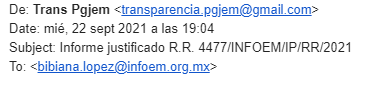 De: Trans Pgjem <transparencia.pgjem@gmail.com>
Date: mié, 22 sept 2021 a las 19:04
Subject: Informe justificado R.R. 4477/INFOEM/IP/RR/2021
To: <bibiana.lopez@infoem.org.mx>